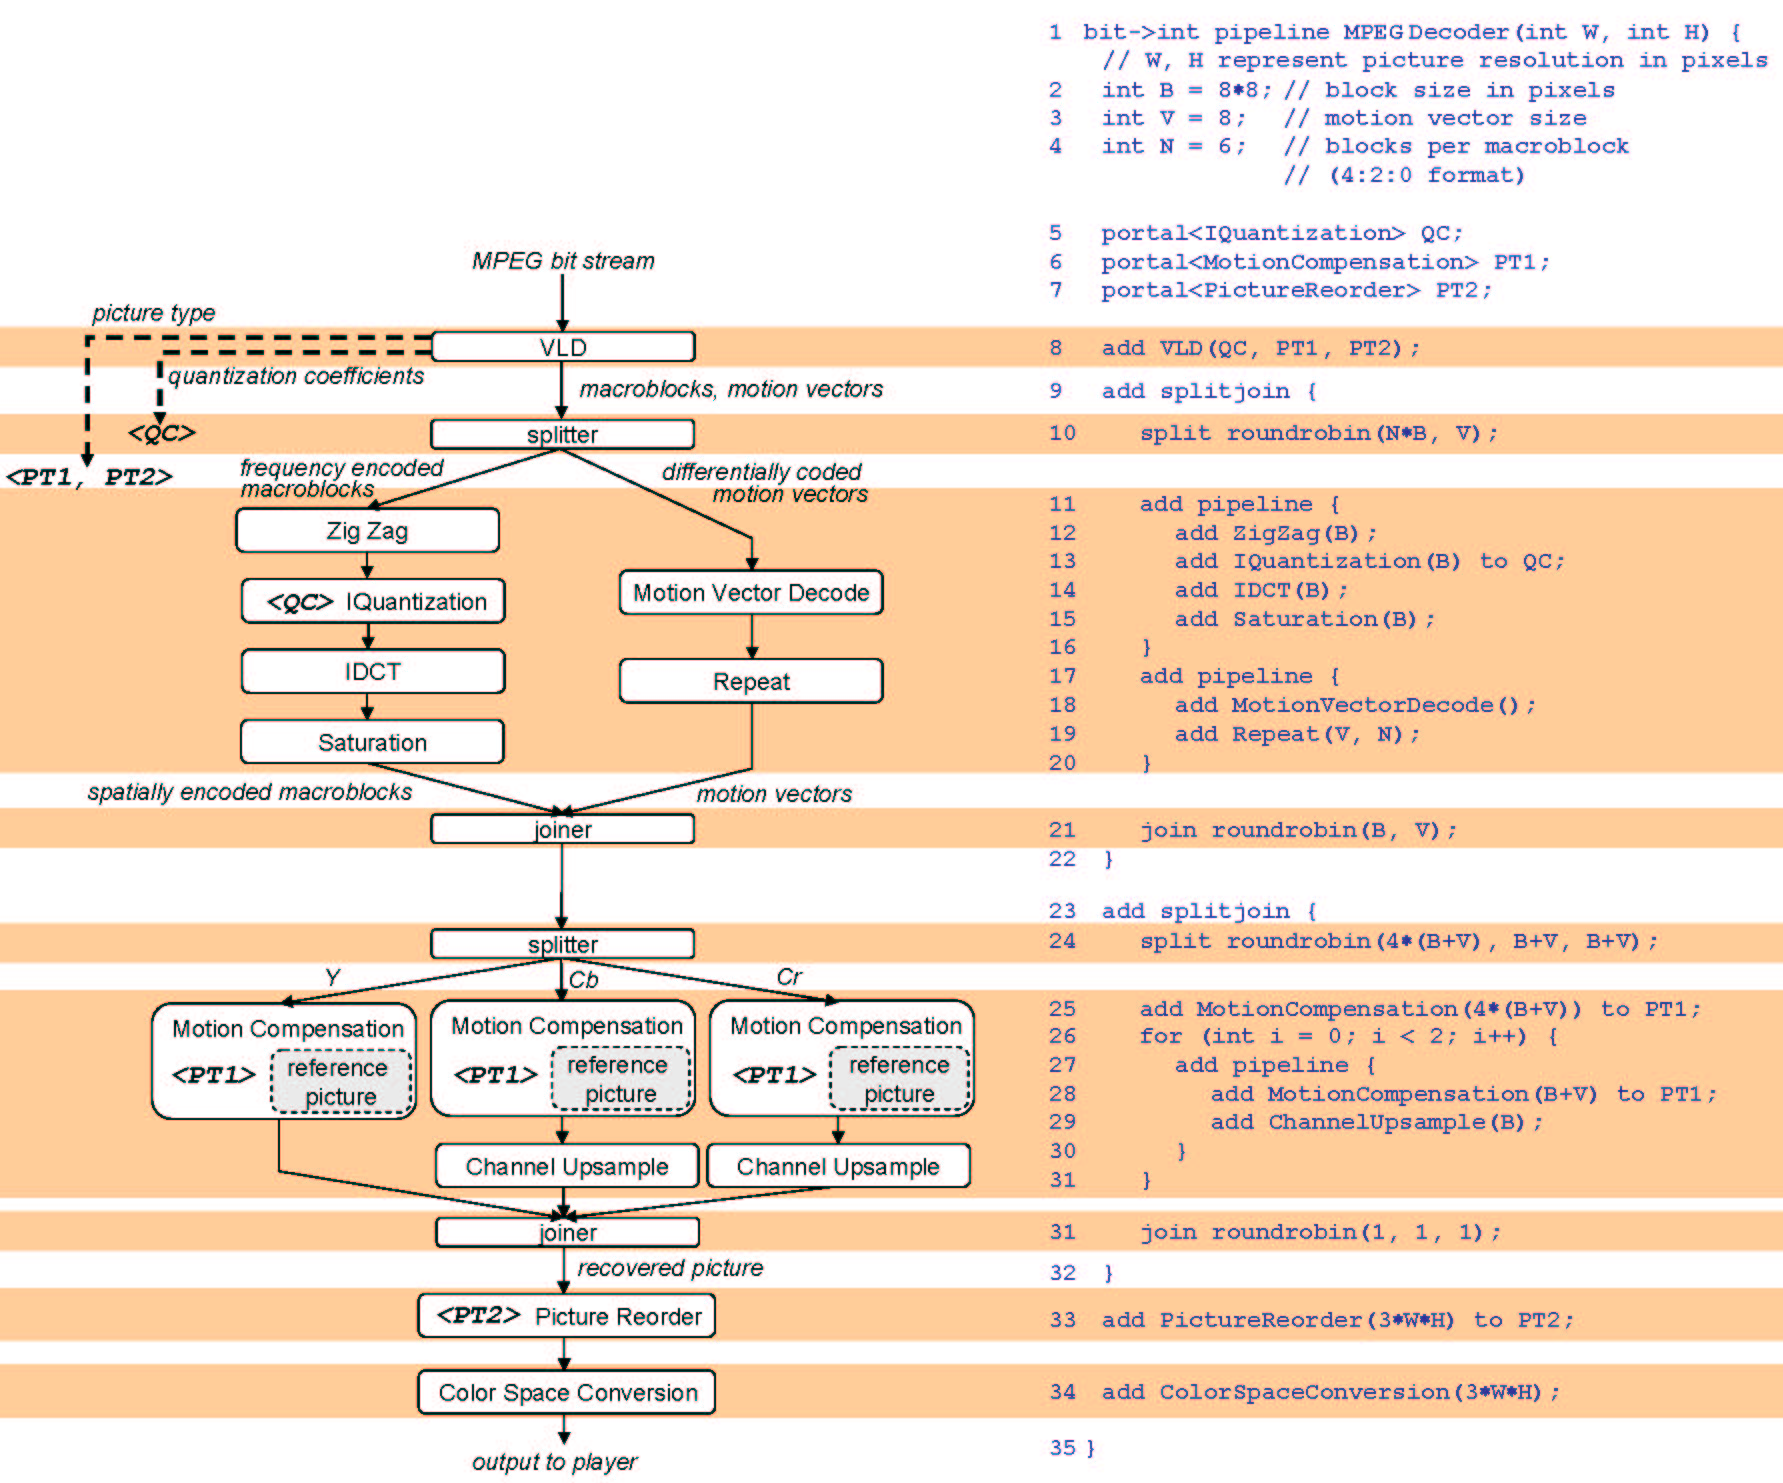 MPEG bit stream
picture type
VLD
quantization coefficients
macroblocks, motion vectors
<QC>
splitter
<PT1, PT2>
frequency encoded
macroblocks
differentially coded
motion vectors
Zig Zag
<QC> IQuantization
Motion Vector Decode
IDCT
Repeat
Saturation
spatially encoded macroblocks
motion vectors
joiner
splitter
Y
Cb
Cr
Motion Compensation
<PT1>
reference
picture
Motion Compensation
<PT1>
reference
picture
Motion Compensation
<PT1>
reference
picture
Channel Upsample
Channel Upsample
joiner
recovered picture
<PT2> Picture Reorder
Color Space Conversion
output to player
1 bit->int pipeline MPEGDecoder(int W, int H) {
// W, H represent picture resolution in pixels
2 int B = 8*8; // block size in pixels
3 int V = 8; // motion vector size
4 int N = 6; // blocks per macroblock
// (4:2:0 format)
5 portal<IQuantization> QC;
6 portal<MotionCompensation> PT1;
7 portal<PictureReorder> PT2;
8 add VLD(QC, PT1, PT2);
9 add splitjoin {
10 split roundrobin(N*B, V);
11 add pipeline {
12 add ZigZag(B);
13 add IQuantization(B) to QC;
14 add IDCT(B);
15 add Saturation(B);
16 }
17 add pipeline {
18 add MotionVectorDecode();
19 add Repeat(V, N);
20 }
21 join roundrobin(B, V);
22 }
23 add splitjoin {
24 split roundrobin(4*(B+V), B+V, B+V);
25 add MotionCompensation(4*(B+V)) to PT1;
26 for (int i = 0; i < 2; i++) {
27 add pipeline {
28 add MotionCompensation(B+V) to PT1;
29 add ChannelUpsample(B);
30 }
31 }
31 join roundrobin(1, 1, 1);
32 }
33 add PictureReorder(3*W*H) to PT2;
34 add ColorSpaceConversion(3*W*H);
35 }